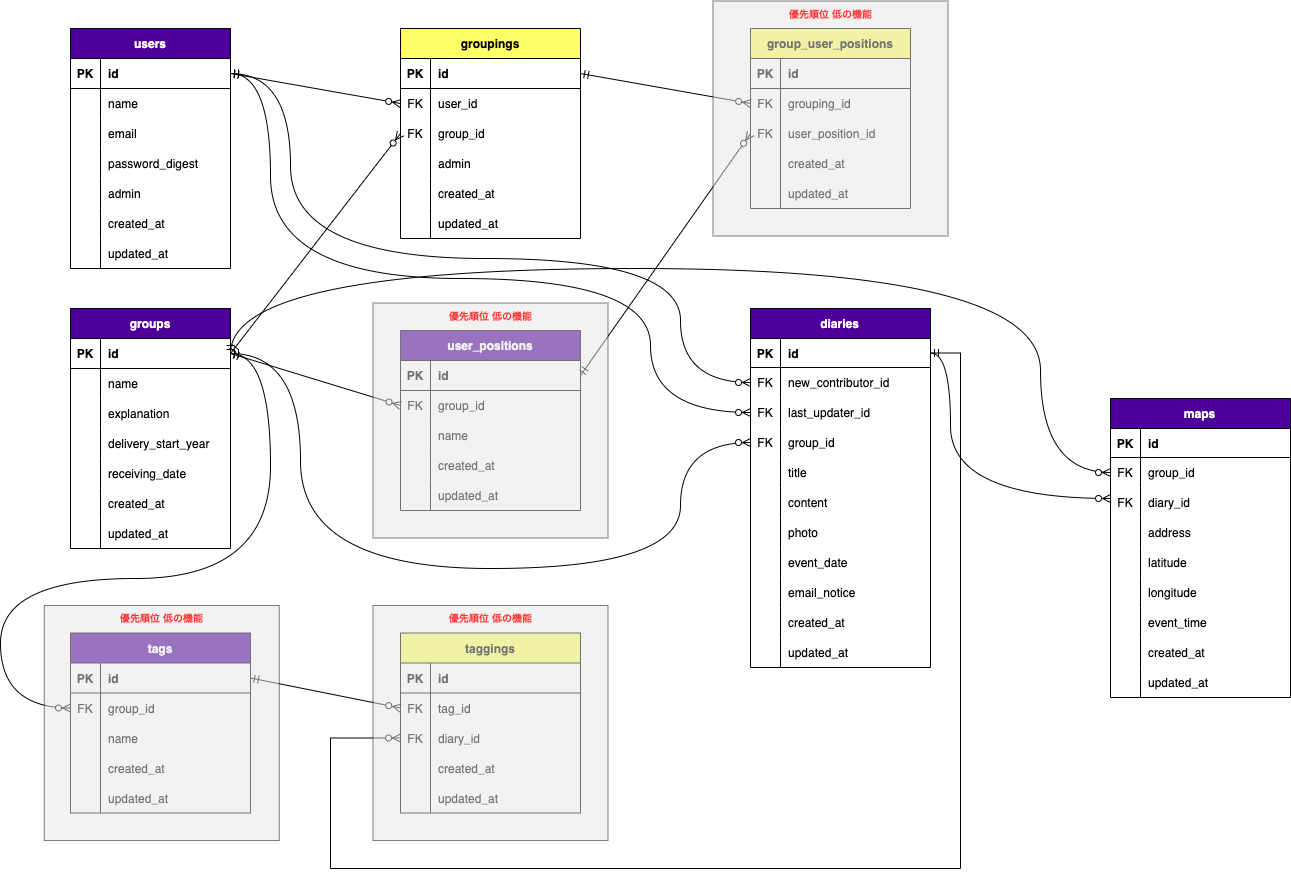 users
PK id
name
email
password_digest
admin
created_at
updated_at
groupings
PK id
FK user_id
FK group_id
admin
created_at
updated_at
優先順位 低の機能
group_user_positions
PK id
FK grouping_id
FK user_position_id
created_at
updated_at
groups
PK id
name
explanation
delivery_start_year
receiving_date
created_at
updated_at
優先順位 低の機能
user_positions
PK id
FK group_id
name
created_at
updated_at
diaries
PK id
FK new_contributor_id
FK last_updater_id
FK group_id
title
content
photo
event_date
email_notice
created_at
updated_at
maps
PK id
FK group_id
FK diary_id
address
latitude
longitude
event_time
created_at
updated_at
優先順位 低の機能
tags
PK id
FK group_id
name
created_at
updated_at
優先順位 低の機能
taggings
PK id
FK tag_id
FK diary_id
created_at
updated_at